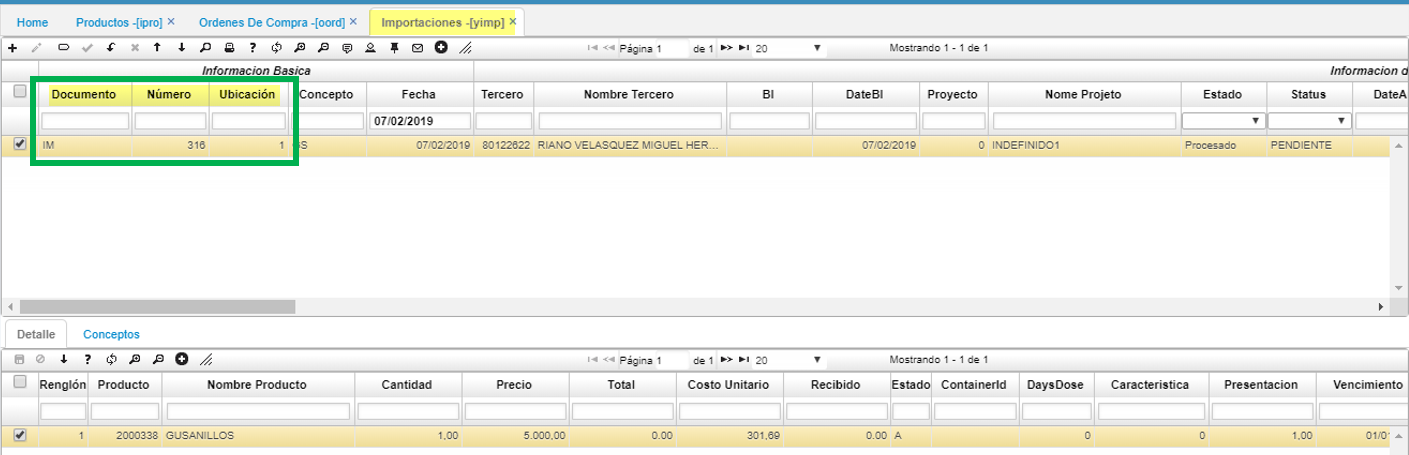 Home Productos -[ipro] × Ordenes De Compra -[oord] × Importaciones -[yimp] ×
Página 1 de 1 20 Mostrando 1 - 1 de 1
Informacion Basica Informacion d
Documento Número Ubicación Concepto Fecha Tercero Nombre Tercero BI DateBI Proyecto Nome Projeto Estado Status DateA
07/02/2019
IM 316 1 GS 07/02/2019 80122622 RIANO VELASQUEZ MIGUEL HER... 07/02/2019 0 INDEFINIDO1 Procesado PENDIENTE
Detalle Conceptos
Página 1 de 1 20 Mostrando 1 - 1 de 1
Renglón Producto Nombre Producto Cantidad Precio Total Costo Unitario Recibido Estado ContainerId DaysDose Caracteristica Presentacion Vencimiento
1 2000338 GUSANILLOS 1,00 5.000,00 0.00 301,69 0.00 A 0 0 1,00 01/01